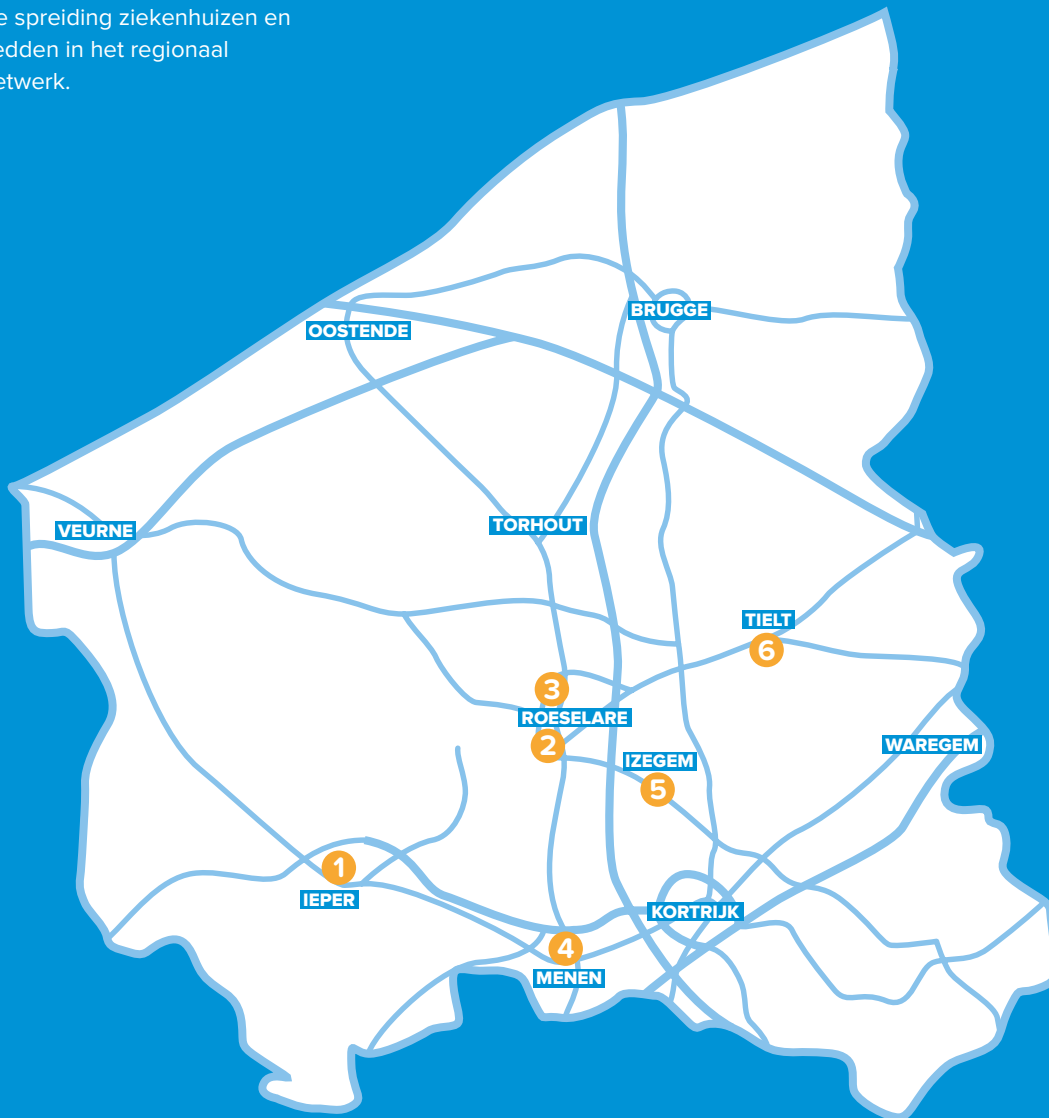 e spreiding ziekenhuizen en
edden in het regionaal
etwerk.
BRUGGE
OOSTENDE
VEURNE
TORHOUT
TIELT
6
3
ROESELARE
2
WAREGEM
IZEGEM
5
1
IEPER
KORTRIJK
4
MENEN